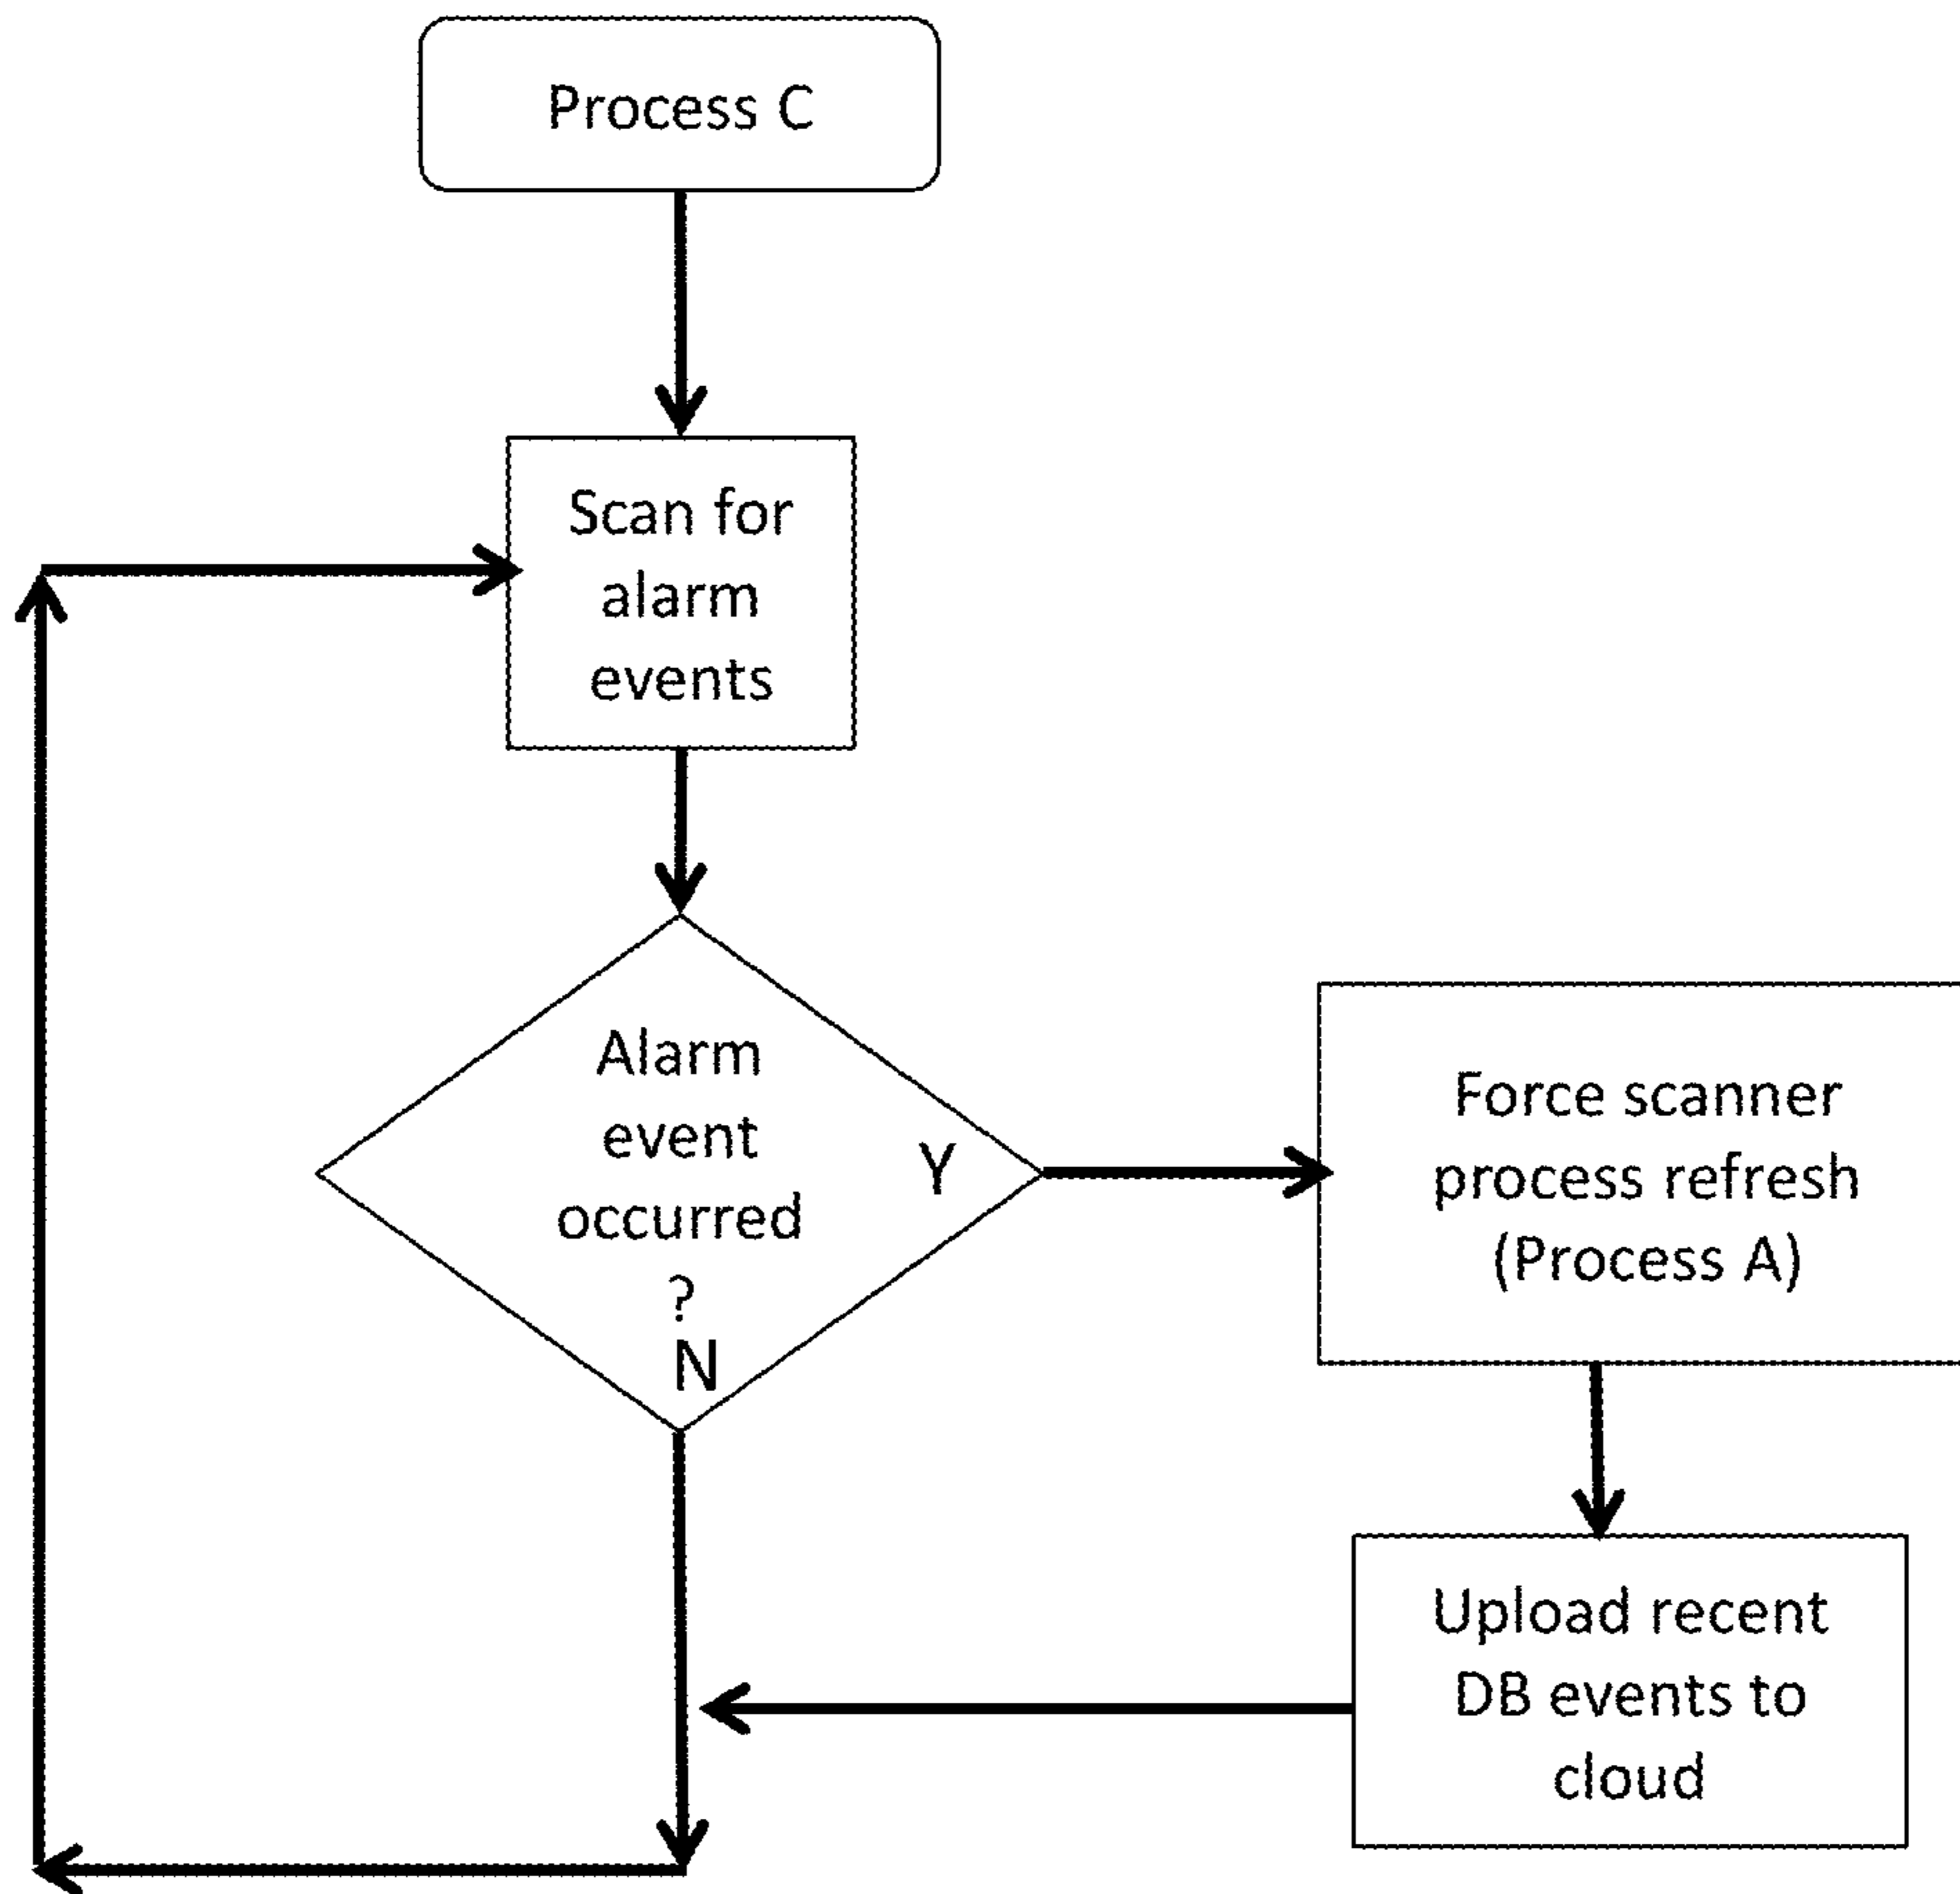 Process C
Scan for
alarm
events
Alarm
event
occurred
?
Y
N
Force scanner
process refresh
(Process A)
Upload recent
DB events to
cloud